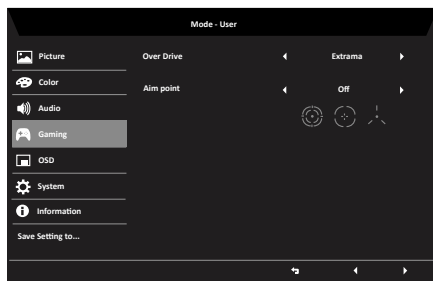 Mode - User
Picture
Over Drive
Extrama
Color
Aim point
Off
Audio
Gaming
OSD
System
Information
Save Setting to...